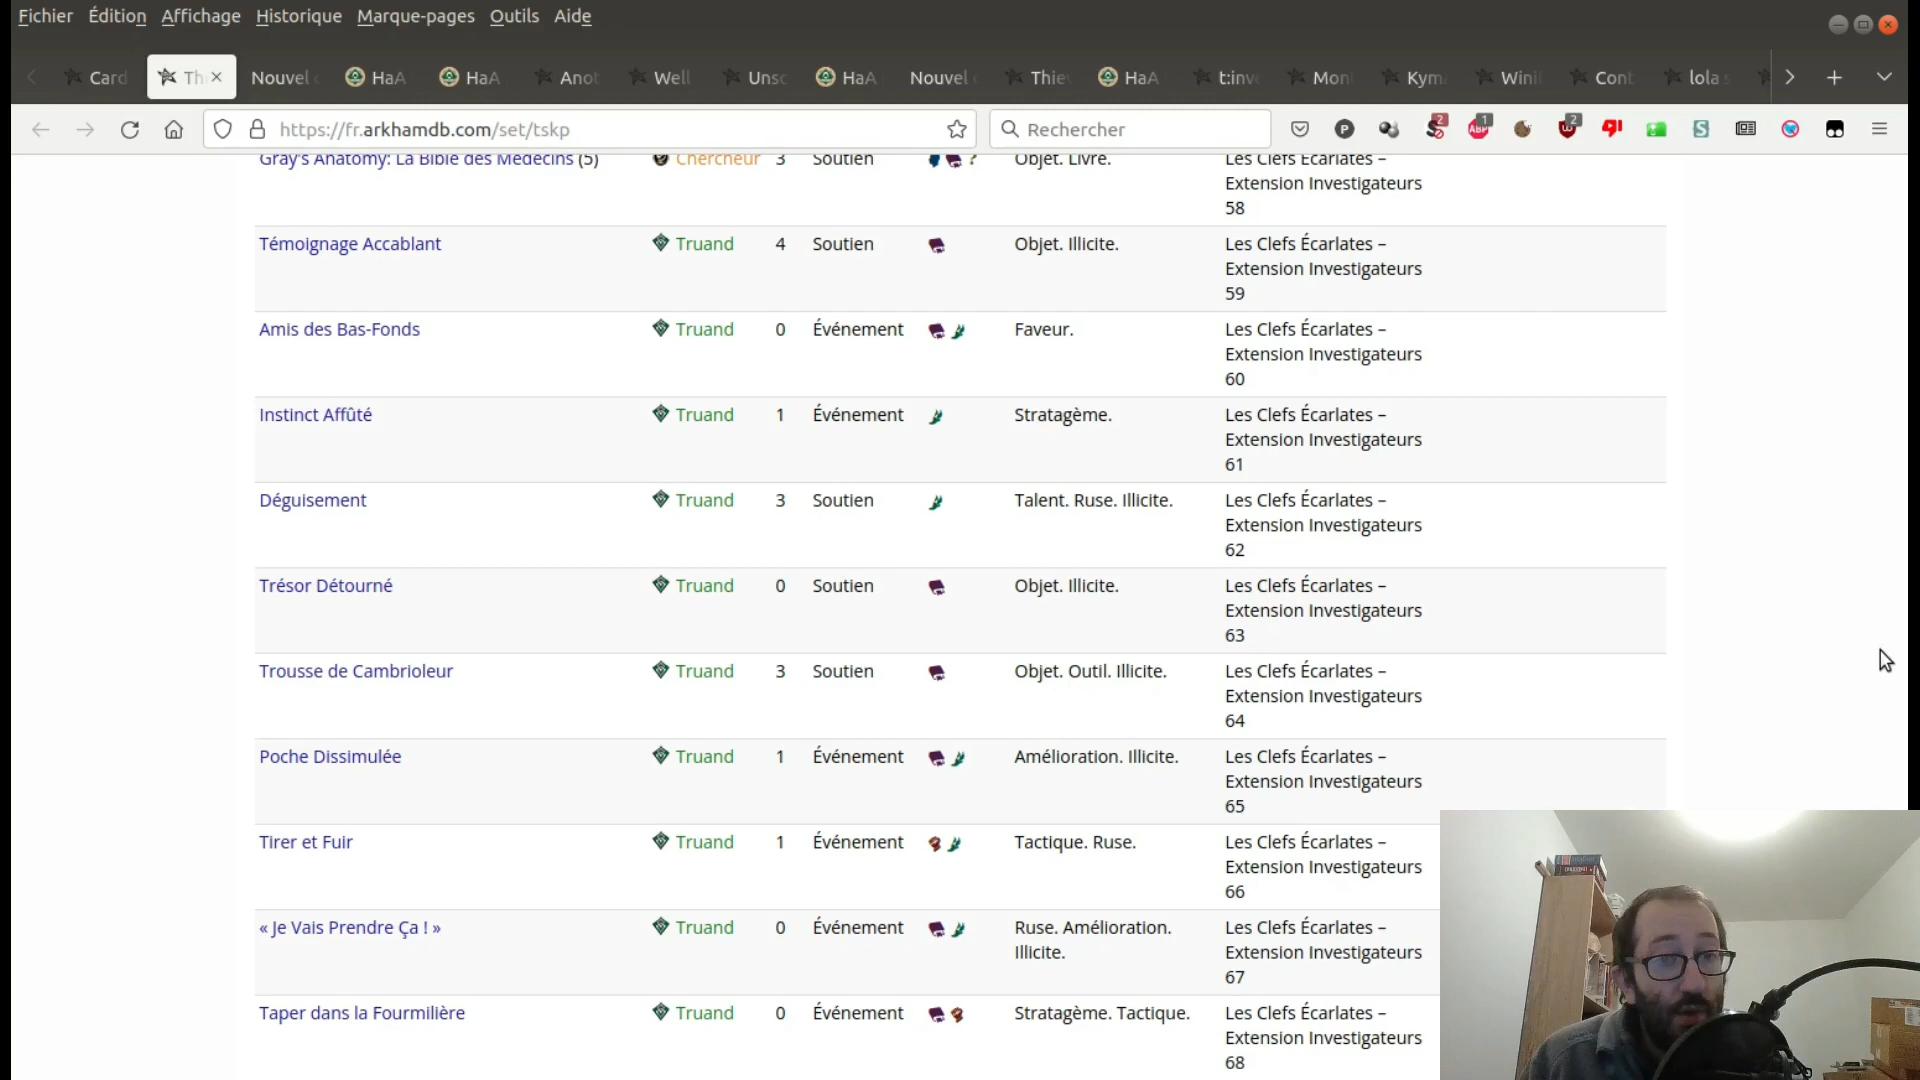 Fichier Édition Affichage Historique Marque-pages Outils Aide
Card Th Nouvel HaA HaA Anot Well Unsc HaA Nouvel Thie HaA t:inv Mon Kym Wini Cont lola s
https://fr.arkhamdb.com/set/tskp Rechercher 2 1 2
Gray's Anatomy: La Bible des Médecins (5) Chercheur 3 Soutien ? Objet. Livre. Les Clefs Écarlates –
Extension Investigateurs
58
Témoignage Accablant Truand 4 Soutien Objet. Illicite. Les Clefs Écarlates –
Extension Investigateurs
59
Amis des Bas-Fonds Truand 0 Événement Faveur. Les Clefs Écarlates –
Extension Investigateurs
60
Instinct Affûté Truand 1 Événement Stratagème. Les Clefs Écarlates –
Extension Investigateurs
61
Déguisement Truand 3 Soutien Talent. Ruse. Illicite. Les Clefs Écarlates –
Extension Investigateurs
62
Trésor Détourné Truand 0 Soutien Objet. Illicite. Les Clefs Écarlates –
Extension Investigateurs
63
Trousse de Cambrioleur Truand 3 Soutien Objet. Outil. Illicite. Les Clefs Écarlates –
Extension Investigateurs
64
Poche Dissimulée Truand 1 Événement Amélioration. Illicite. Les Clefs Écarlates –
Extension Investigateurs
65
Tirer et Fuir Truand 1 Événement Tactique. Ruse. Les Clefs Écarlates –
Extension Investigateurs
66
« Je Vais Prendre Ça ! » Truand 0 Événement Ruse. Amélioration. Les Clefs Écarlates –
Illicite. Extension Investigateurs
67
Taper dans la Fourmilière Truand 0 Événement Stratagème. Tactique. Les Clefs Écarlates –
Extension Investigateurs
68